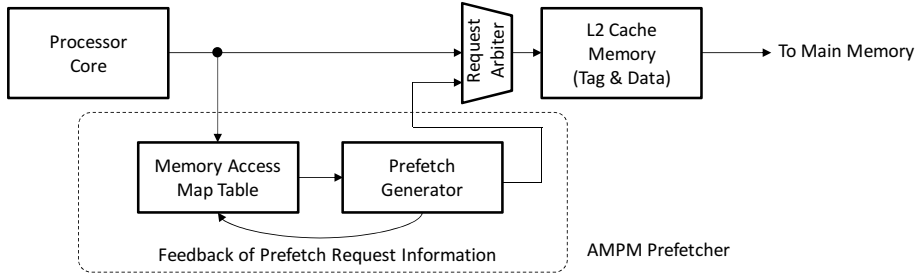 Processor
Core
Request
Arbiter
L2 Cache
Memory
(Tag & Data)
To Main Memory
Memory Access
Map Table
Prefetch
Generator
Feedback of Prefetch Request Information
AMPM Prefetcher